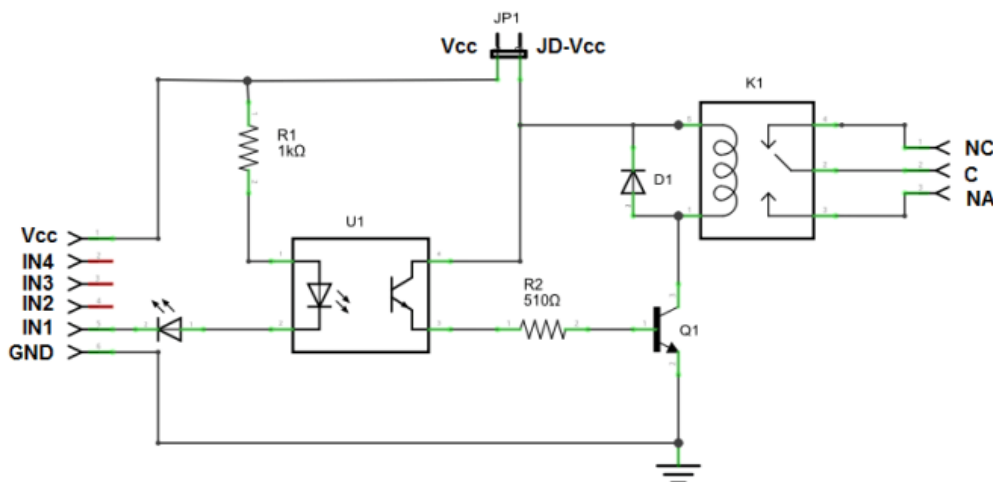 JP1
Vcc JD-Vcc
K1
R1
1kΩ
D1
NC
C
NA
U1
Vcc
IN4
IN3
IN2
IN1
GND
R2
510Ω
Q1